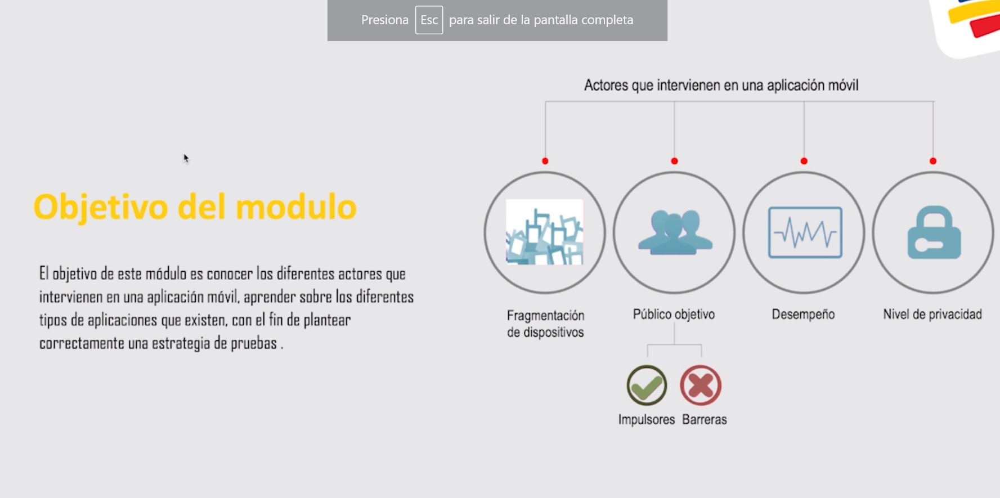 Presiona Esc para salir de la pantalla completa
Objetivo del modulo
El objetivo de este módulo es conocer los diferentes actores que
intervienen en una aplicación móvil, aprender sobre los diferentes
tipos de aplicaciones que existen, con el fin de plantear
correctamente una estrategia de pruebas .
Actores que intervienen en una aplicación móvil
Fragmentación
de dispositivos
Público objetivo
Desempeño
Nivel de privacidad
Impulsores
Barreras